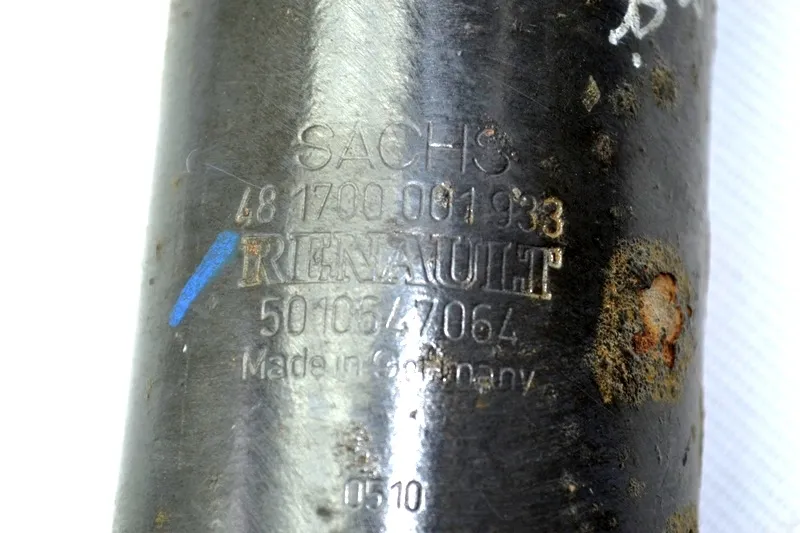 SACHS
48 1700 001 933
RENAULT
5010647064
Made in Germany
0510